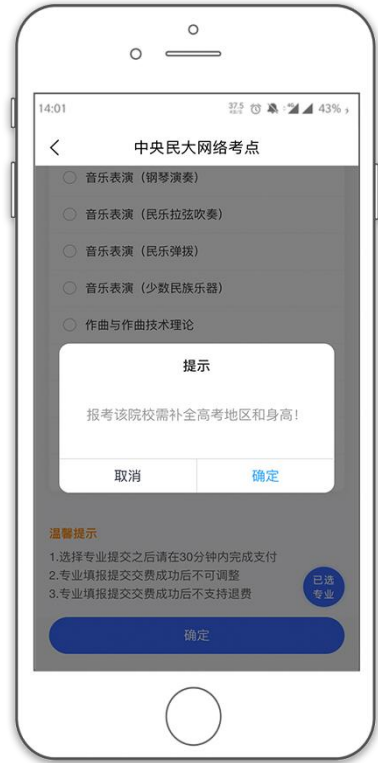 14:01
37.5
KB/S
4G
43%
中央民大网络考点
音乐表演（钢琴演奏）
音乐表演（民乐拉弦吹奏）
音乐表演（民乐弹拨）
音乐表演（少数民族乐器）
作曲与作曲技术理论
提示
报考该院校需补全高考地区和身高！
取消
确定
温馨提示
1.选择专业提交之后请在30分钟内完成支付
2.专业填报提交交费成功后不可调整
3.专业填报提交交费成功后不支持退费
已选
专业
确定